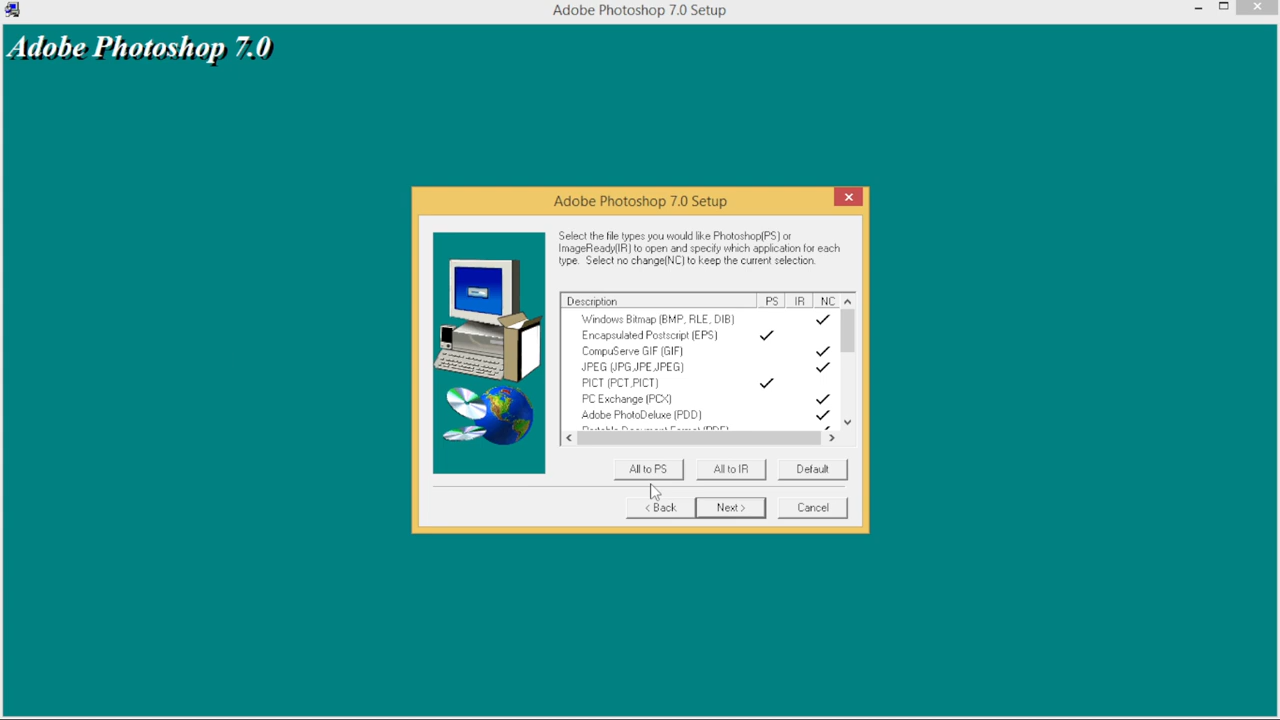 Adobe Photoshop 7.0 Setup
Adobe Photoshop 7.0
Adobe Photoshop 7.0 Setup
Select the file types you would like Photoshop(PS) or
ImageReady(IR) to open and specify which application for each
type. Select no change(NC) to keep the current selection.
Description PS IR NC
Windows Bitmap (BMP, RLE, DIB)
Encapsulated Postscript (EPS)
CompuServe GIF (GIF)
JPEG (JPG,JPE,JPEG)
PICT (PCT,PICT)
PC Exchange (PCX)
Adobe PhotoDeluxe (PDD)
Portable Document Format (PDF)
All to PS All to IR Default
< Back Next > Cancel